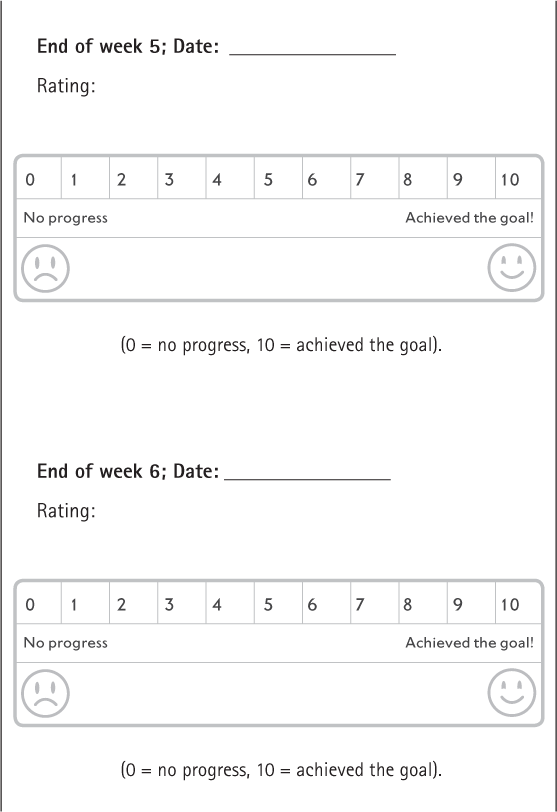 End of week 5; Date: _______________
Rating:
0 1 2 3 4 5 6 7 8 9 10
No progress Achieved the goal!
(0 = no progress, 10 = achieved the goal).
End of week 6; Date: _______________
Rating:
0 1 2 3 4 5 6 7 8 9 10
No progress Achieved the goal!
(0 = no progress, 10 = achieved the goal).